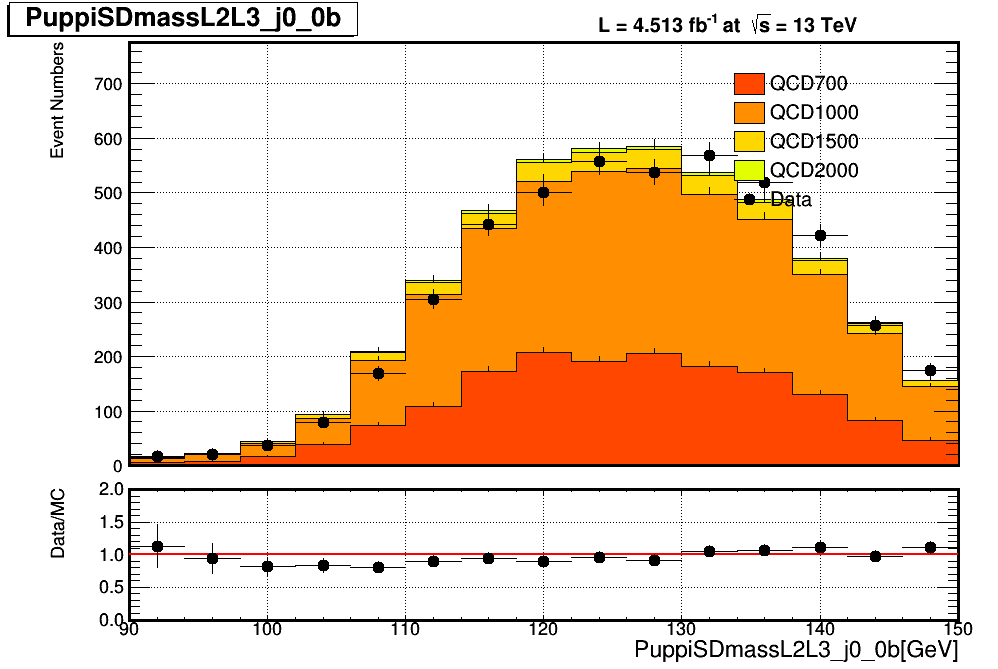 PuppiSDmassL2L3_j0_0b
L = 4.513 fb⁻¹ at √s = 13 TeV
Event Numbers
700
600
500
400
300
200
100
0
QCD700
QCD1000
QCD1500
QCD2000
Data
Data/MC
2.0
1.5
1.0
0.5
0.0
90 100 110 120 130 140 150
PuppiSDmassL2L3_j0_0b[GeV]